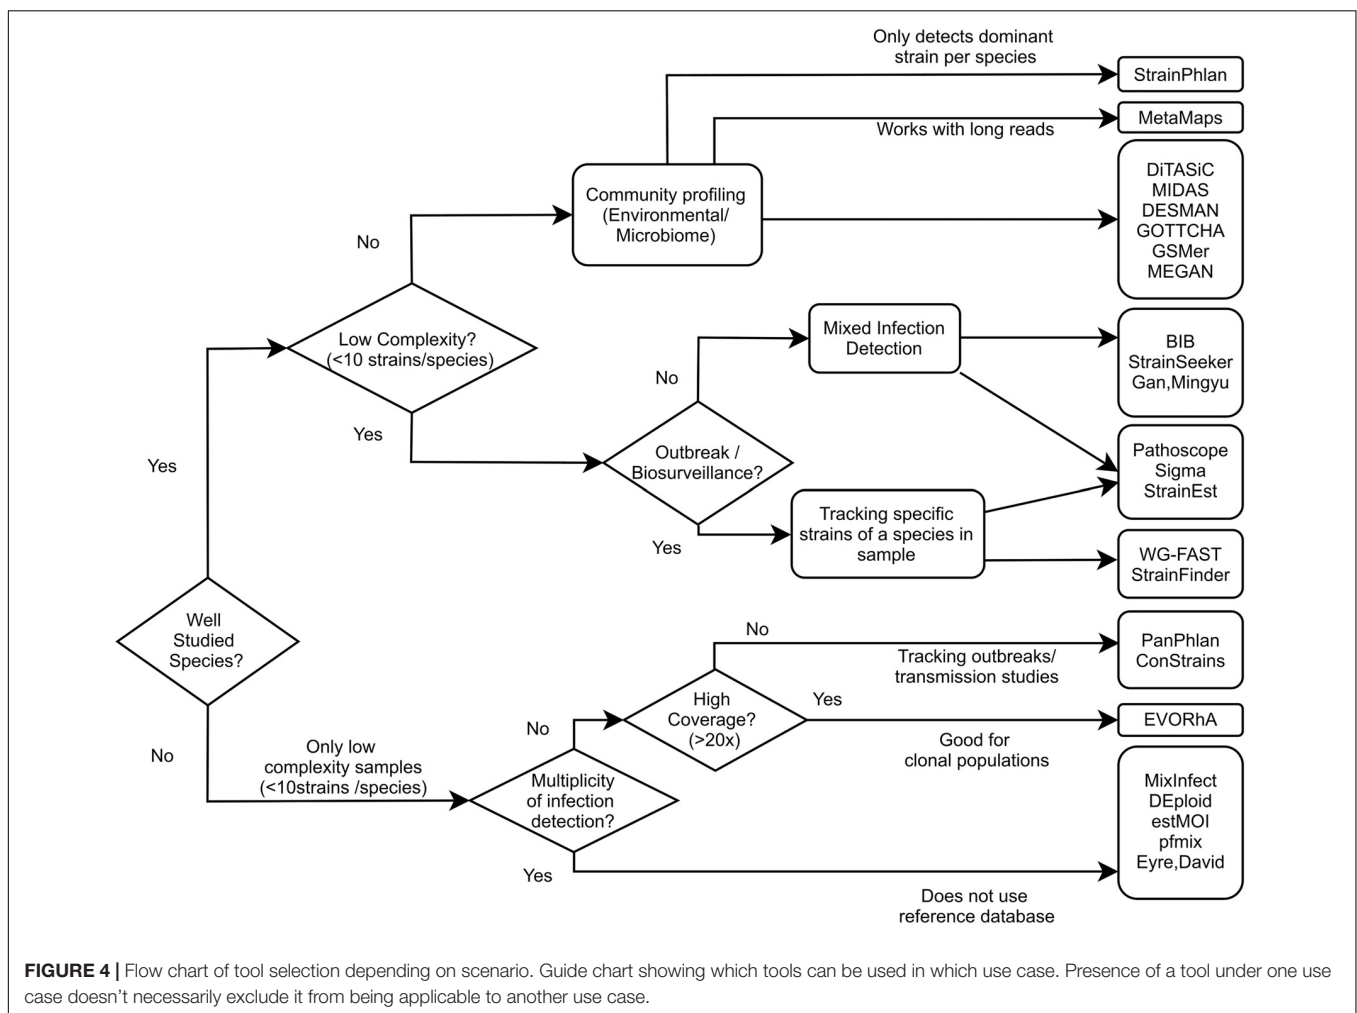 Only detects dominant
strain per species
StrainPhlan
MetaMaps
Works with long reads
Community profiling
(Environmental/
Microbiome)
DiTASiC
MIDAS
DESMAN
GOTTCHA
GSMer
MEGAN
No
Low Complexity?
(<10 strains/species)
Yes
Mixed Infection
Detection
BIB
StrainSeeker
Gan,Mingyu
No
Outbreak /
Biosurveillance?
Yes
Pathoscope
Sigma
StrainEst
Tracking specific
strains of a species in
sample
WG-FAST
StrainFinder
Yes
Well
Studied
Species?
No
Only low
complexity samples
(<10strains /species)
No
PanPhlan
ConStrains
Tracking outbreaks/
transmission studies
High
Coverage?
(>20x)
Yes
EVORhA
Good for
clonal populations
No
Multiplicity
of infection
detection?
Yes
MixInfect
DEploid
estMOI
pfmix
Eyre,David
Does not use
reference database
FIGURE 4 | Flow chart of tool selection depending on scenario. Guide chart showing which tools can be used in which use case. Presence of a tool under one use
case doesn't necessarily exclude it from being applicable to another use case.